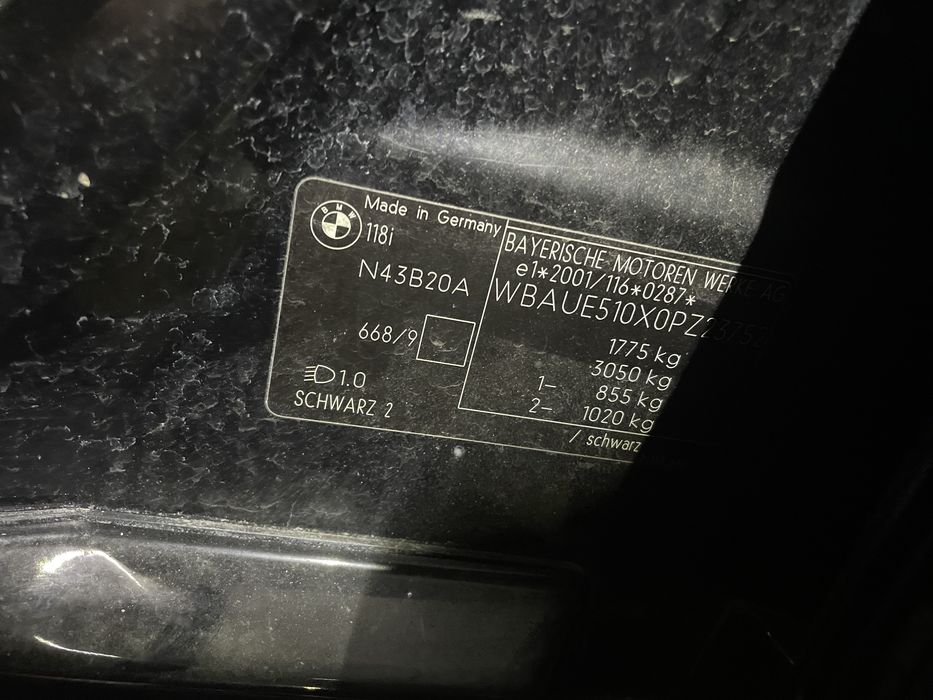 BMW
Made in Germany
118i
N43B20A
668/9
1.0
SCHWARZ 2
BAYERISCHE MOTOREN WERKE AG
e1*2001/116*0287*
WBAUE510X0PZ23752
1775 kg
3050 kg
1– 855 kg
2– 1020 kg
/ schwarz